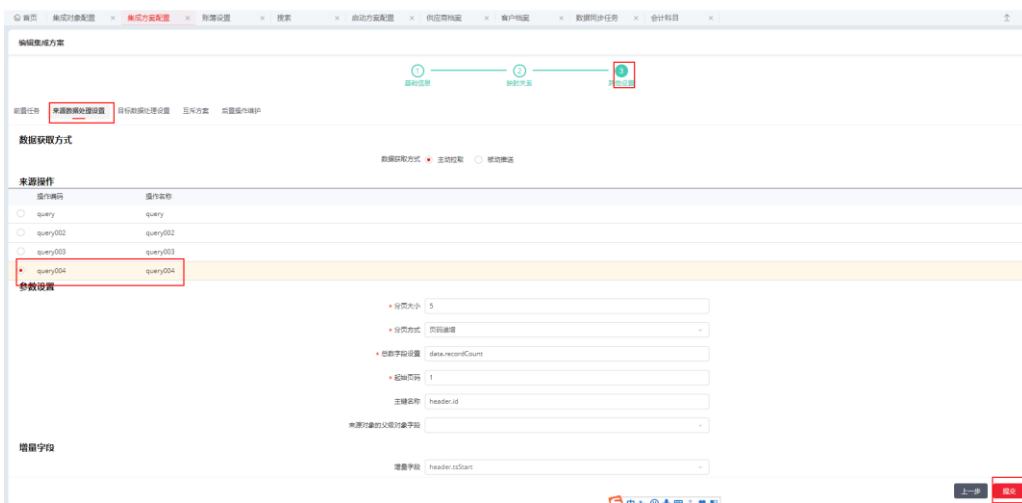 首页 集成对象配置 × 集成方案配置 × 账簿设置 × 搜索 × 启动方案配置 × 供应商档案 × 客户档案 × 数据同步任务 × 会计科目 ×
编辑集成方案
1 2 3
基础信息 映射关系 其他设置
前置任务 来源数据处理设置 目标数据处理设置 互斥方案 后置操作维护
数据获取方式
数据获取方式 主动拉取 被动推送
来源操作
操作编码 操作名称
query query
query002 query002
query003 query003
query004 query004
参数设置
* 分页大小 5
* 分页方式 页码递增
* 总数字段设置 data.recordCount
* 起始页码 1
主键名称 header.id
来源对象的父级对象字段
增量字段
增量字段 header.tsStart
上一步 提交